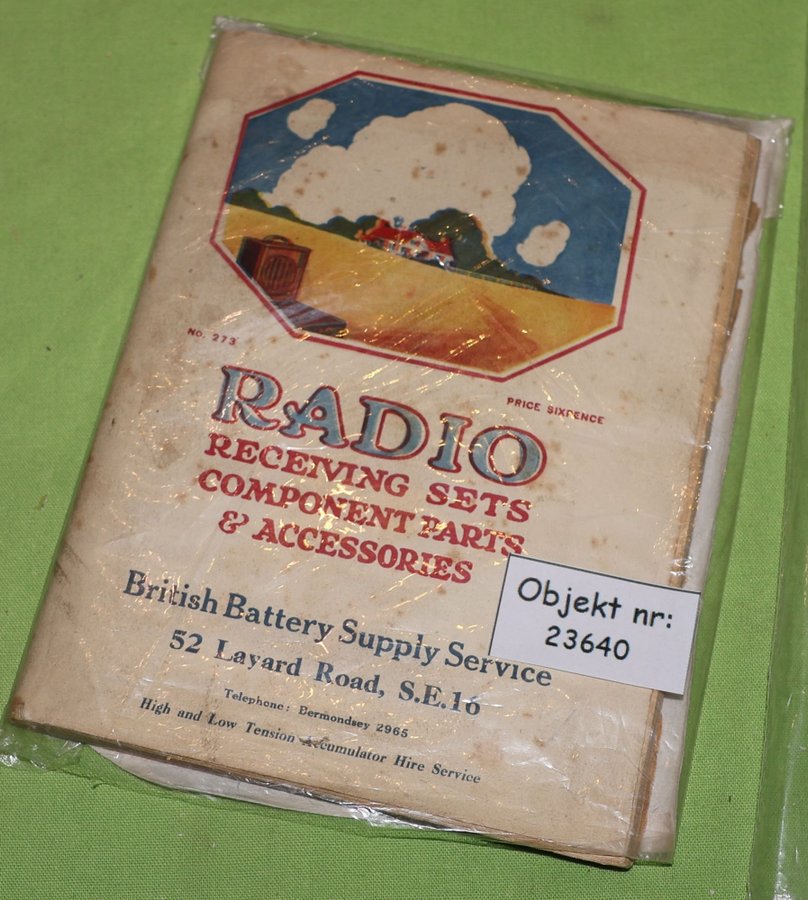 NO. 273
PRICE SIXPENCE
RADIO
RECEIVING SETS
COMPONENT PARTS
& ACCESSORIES
British Battery Supply Service
52 Layard Road, S.E.16
Telephone: Bermondsey 2965
High and Low Tension Accumulator Hire Service
Objekt nr:
23640